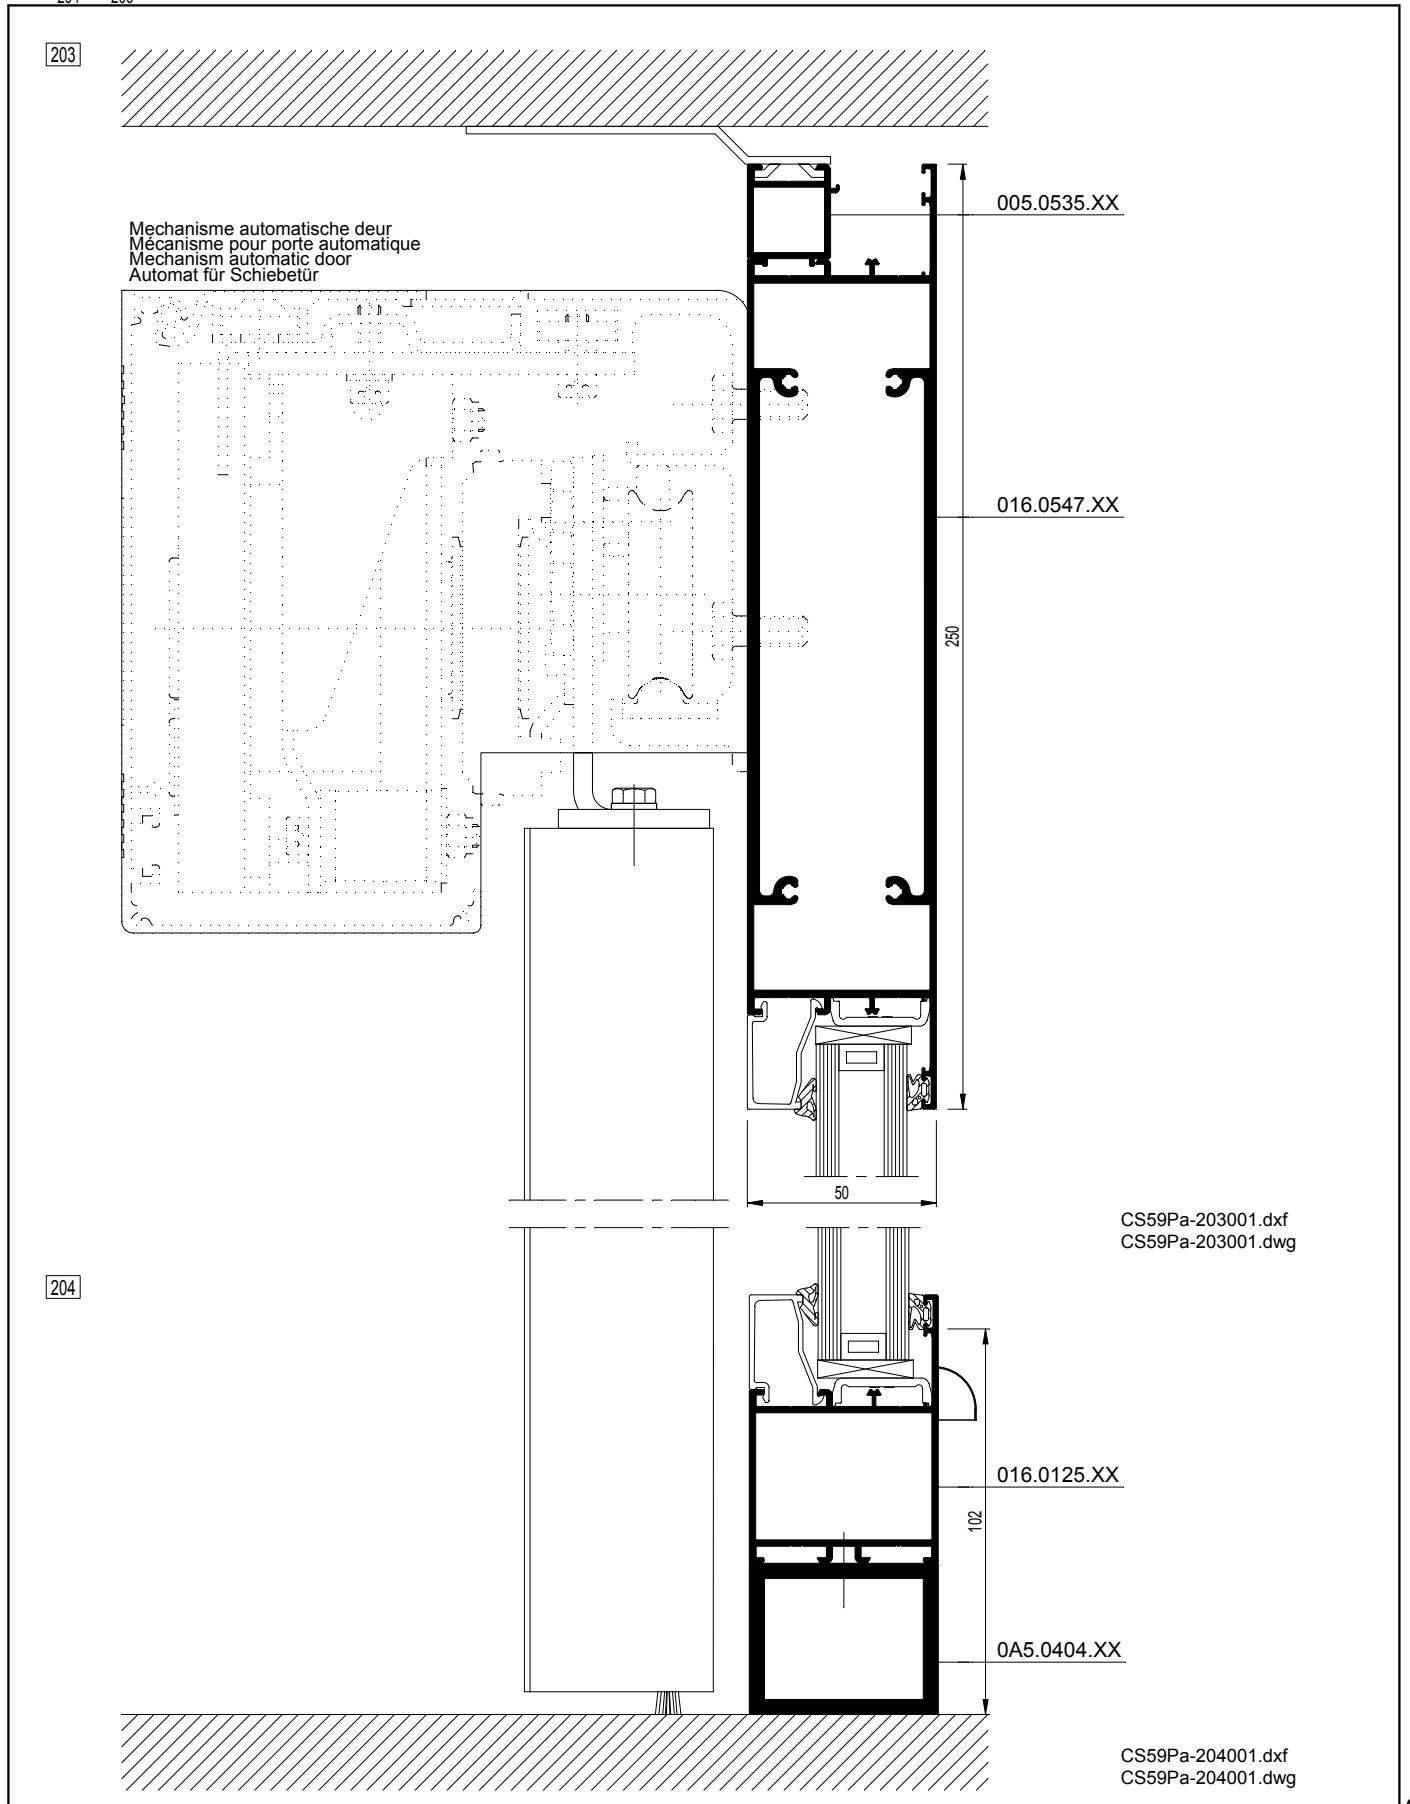 203
Mechanisme automatische deur
Mécanisme pour porte automatique
Mechanism automatic door
Automat für Schiebetür
005.0535.XX
016.0547.XX
250
50
CS59Pa-203001.dxf
CS59Pa-203001.dwg
204
016.0125.XX
102
0A5.0404.XX
CS59Pa-204001.dxf
CS59Pa-204001.dwg